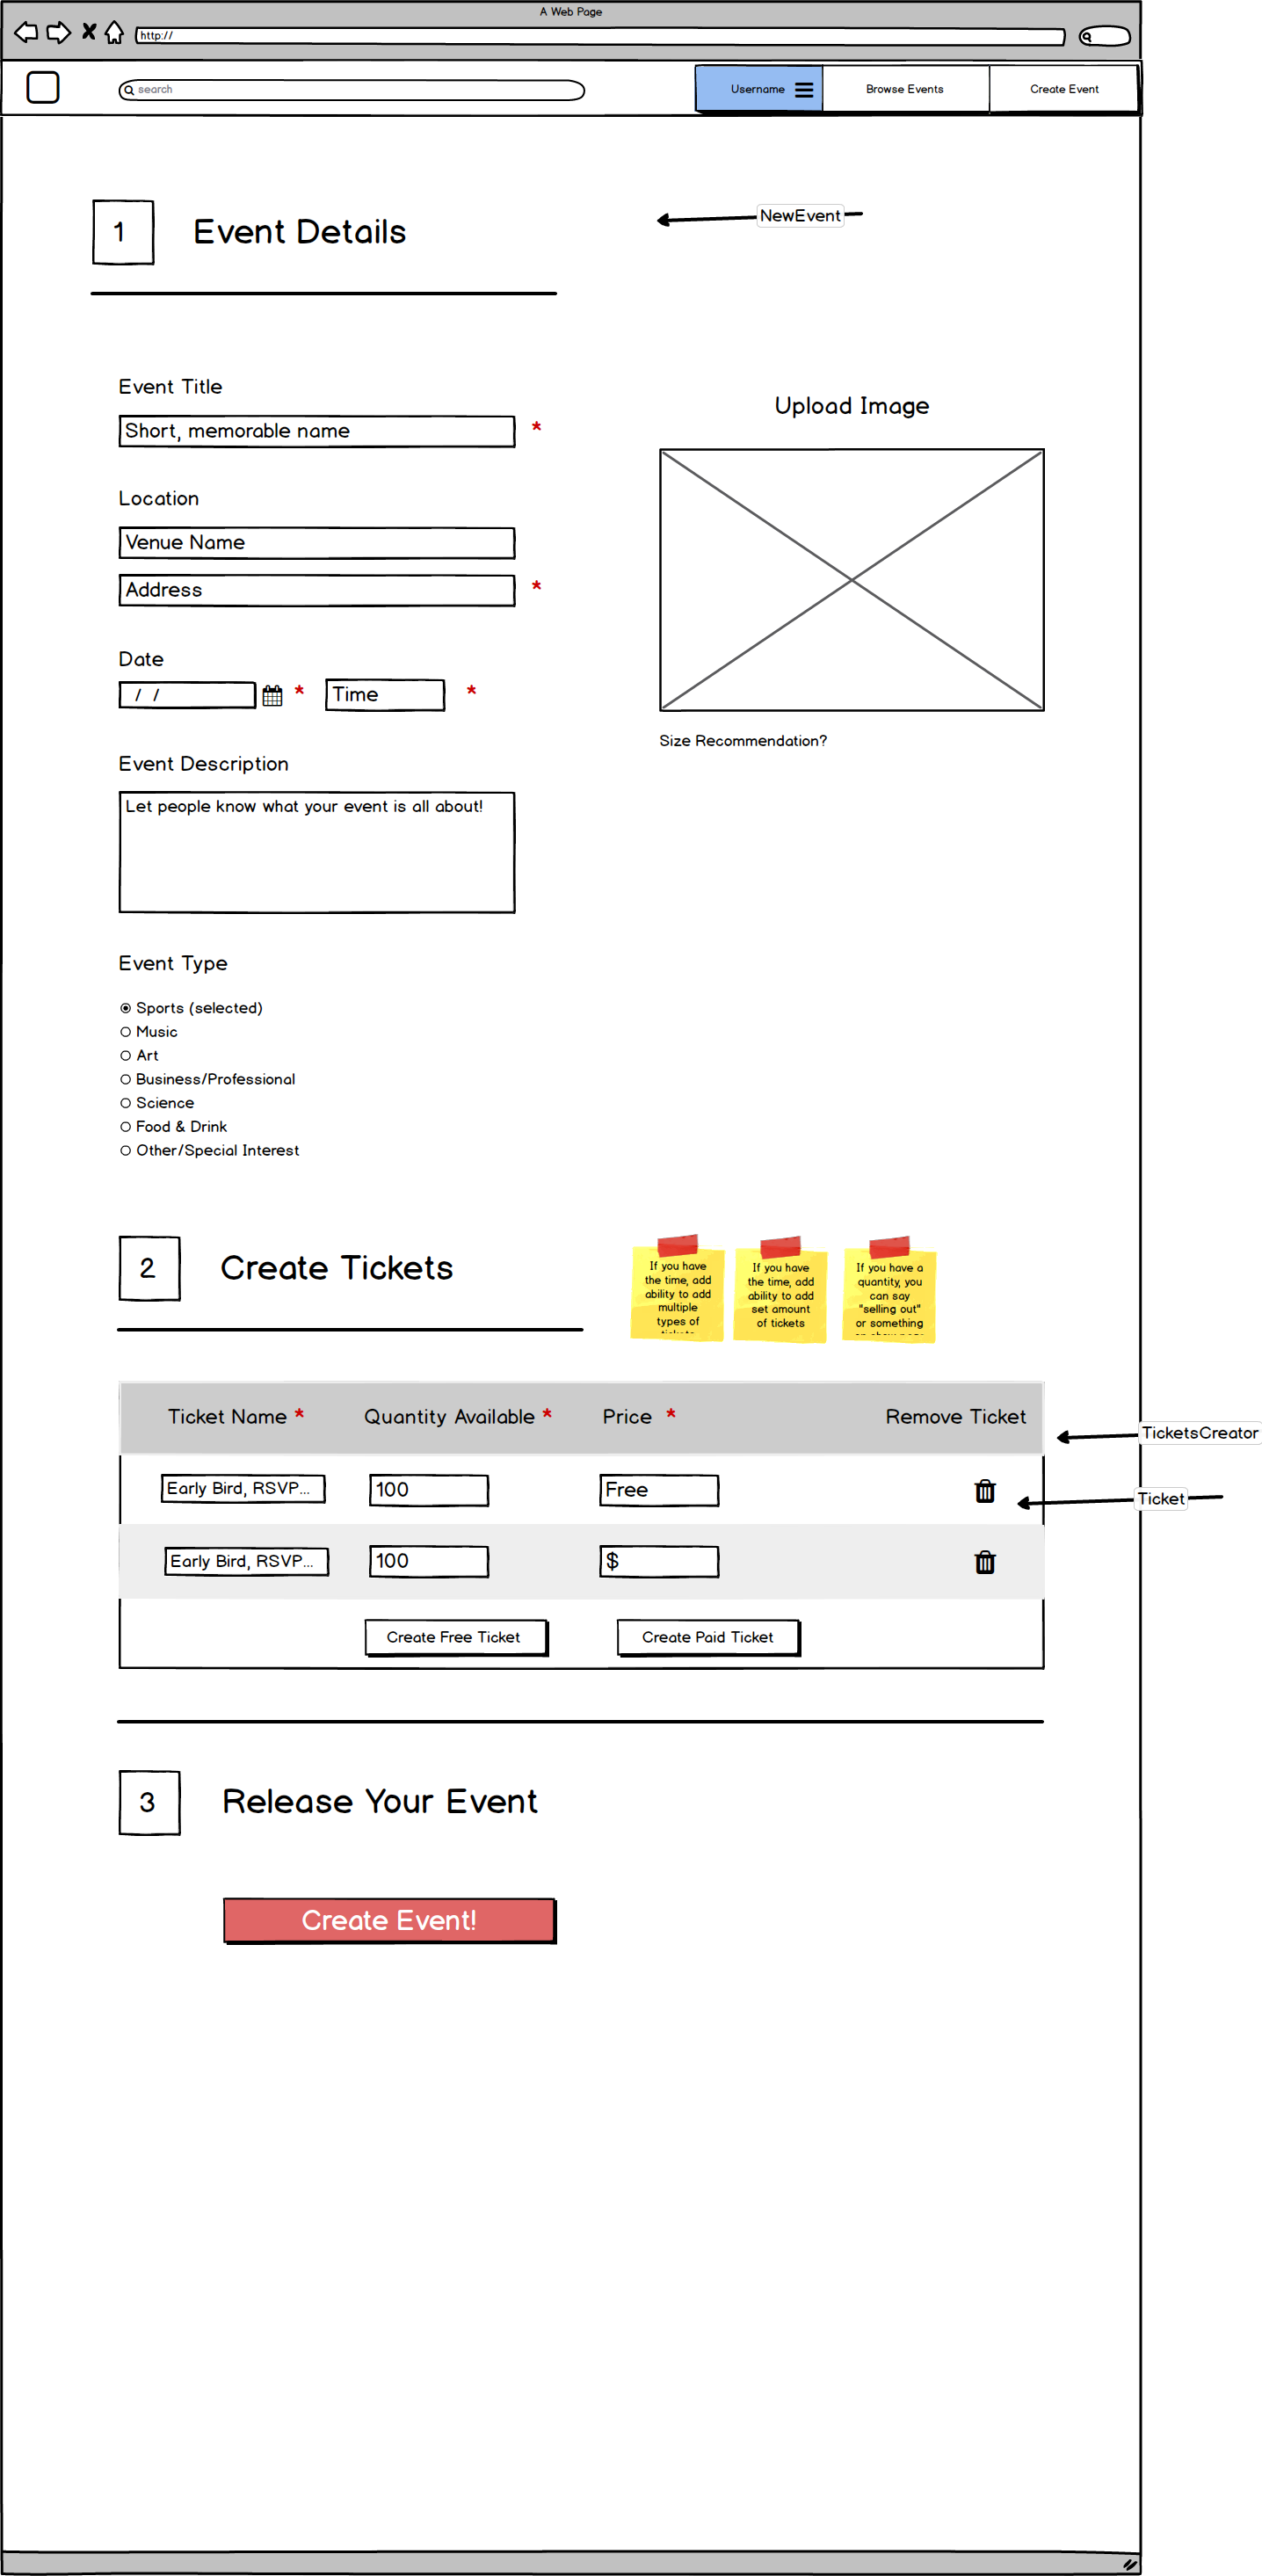 A Web Page
http://
search
Username
Browse Events
Create Event
1
Event Details
NewEvent
Event Title
Short, memorable name *
Upload Image
Location
Venue Name
Address *
Date
/ / * Time *
Size Recommendation?
Event Description
Let people know what your event is all about!
Event Type
Sports (selected)
Music
Art
Business/Professional
Science
Food & Drink
Other/Special Interest
2
Create Tickets
If you have
the time, add
ability to add
multiple
types of
If you have
the time, add
ability to add
set amount
of tickets
If you have a
quantity, you
can say
"selling out"
or something
Ticket Name * Quantity Available * Price * Remove Ticket
TicketsCreator
Early Bird, RSVP... 100 Free
Ticket
Early Bird, RSVP... 100 $
Create Free Ticket
Create Paid Ticket
3
Release Your Event
Create Event!